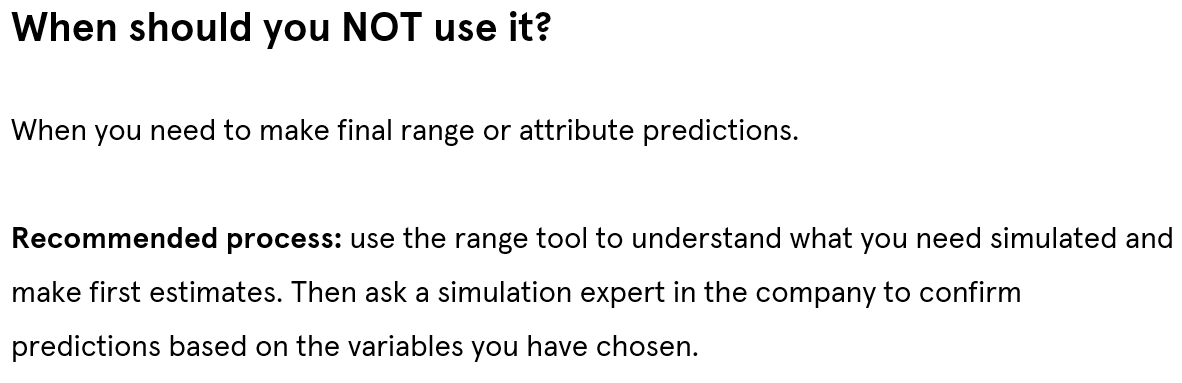 When should you NOT use it?
When you need to make final range or attribute predictions.
Recommended process: use the range tool to understand what you need simulated and
make first estimates. Then ask a simulation expert in the company to confirm
predictions based on the variables you have chosen.